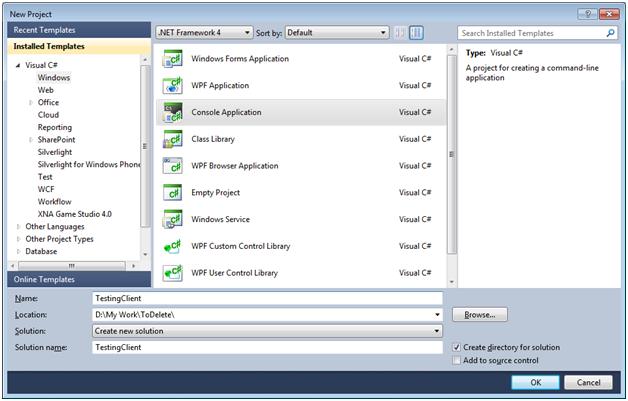 New Project
Recent Templates
.NET Framework 4
Sort by: Default
Search Installed Templates
Installed Templates
Visual C#
Windows
Web
Office
Cloud
Reporting
SharePoint
Silverlight
Silverlight for Windows Phone
Test
WCF
Workflow
XNA Game Studio 4.0
Other Languages
Other Project Types
Database
Online Templates
Windows Forms Application Visual C#
WPF Application Visual C#
Console Application Visual C#
Class Library Visual C#
WPF Browser Application Visual C#
Empty Project Visual C#
Windows Service Visual C#
WPF Custom Control Library Visual C#
WPF User Control Library Visual C#
Type: Visual C#
A project for creating a command-line
application
Name: TestingClient
Location: D:\My Work\ToDelete\
Browse...
Solution: Create new solution
Solution name: TestingClient
Create directory for solution
Add to source control
OK
Cancel